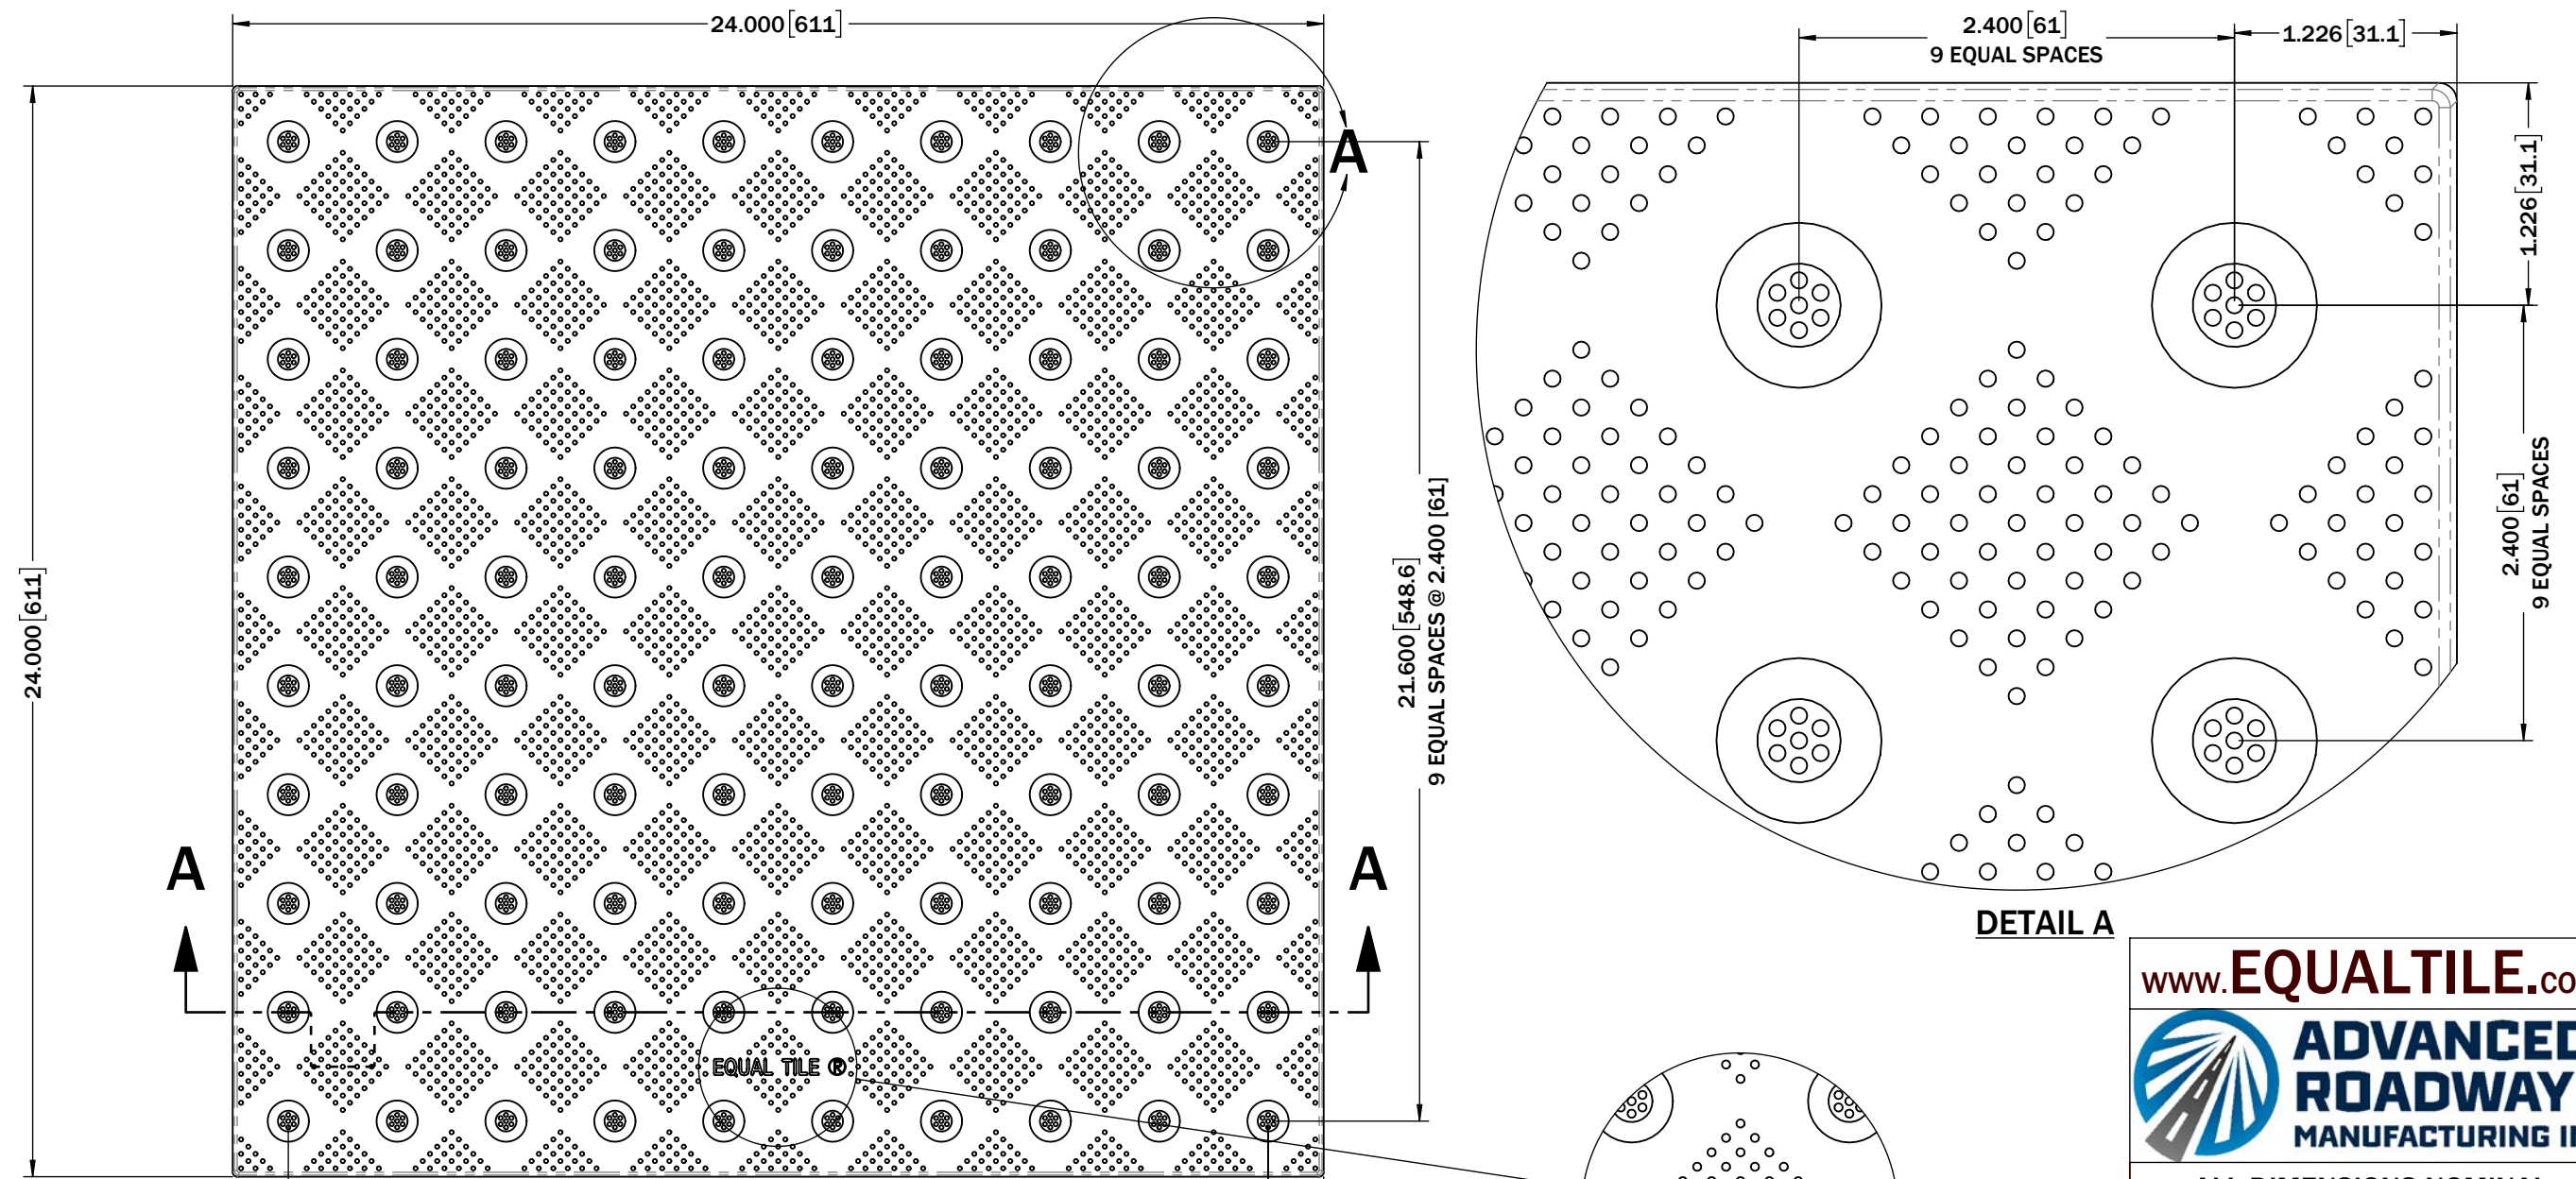 24.000[611]
24.000[611]
A
21.600[548.6]
9 EQUAL SPACES @ 2.400 [61]
A
A
EQUAL TILE ®
2.400[61]
9 EQUAL SPACES
1.226[31.1]
1.226[31.1]
2.400[61]
9 EQUAL SPACES
DETAIL A
www.EQUALTILE.co
ADVANCED
ROADWAY
MANUFACTURING